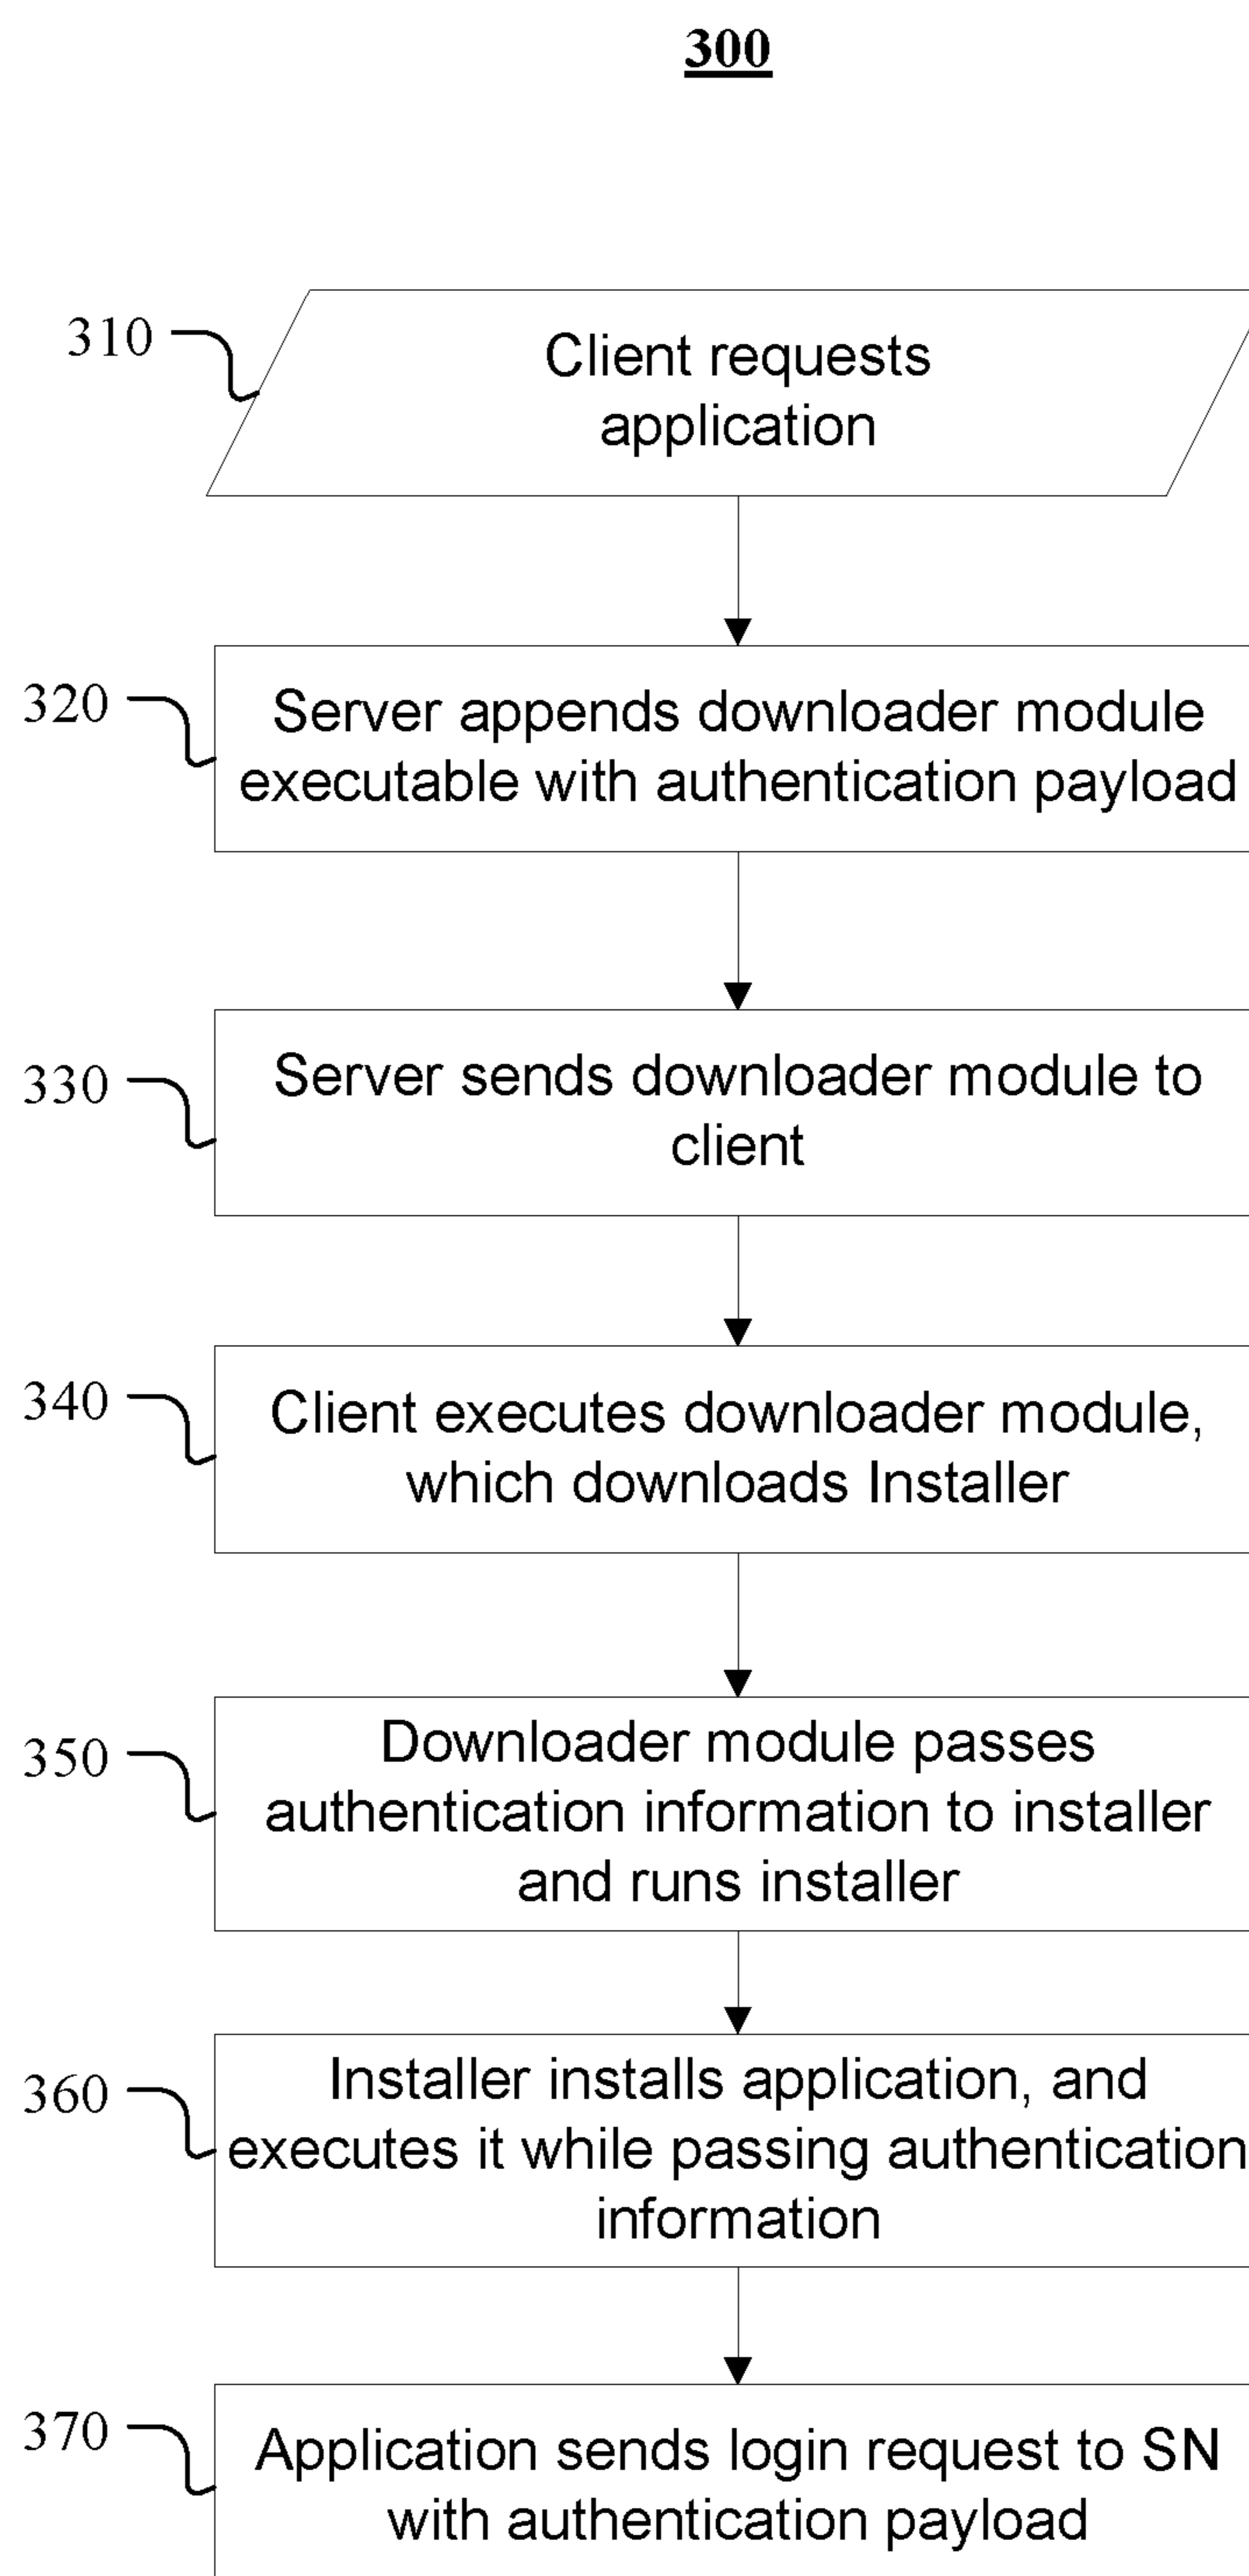 300
310
Client requests
application
320
Server appends downloader module
executable with authentication payload
330
Server sends downloader module to
client
340
Client executes downloader module,
which downloads Installer
350
Downloader module passes
authentication information to installer
and runs installer
360
Installer installs application, and
executes it while passing authentication
information
370
Application sends login request to SN
with authentication payload